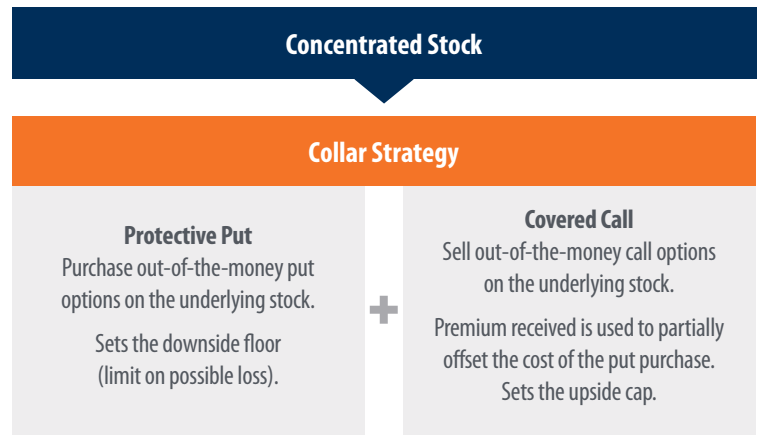 Concentrated Stock
Collar Strategy
Protective Put
Purchase out-of-the-money put
options on the underlying stock.
Sets the downside floor
(limit on possible loss).
Covered Call
Sell out-of-the-money call options
on the underlying stock.
Premium received is used to partially
offset the cost of the put purchase.
Sets the upside cap.